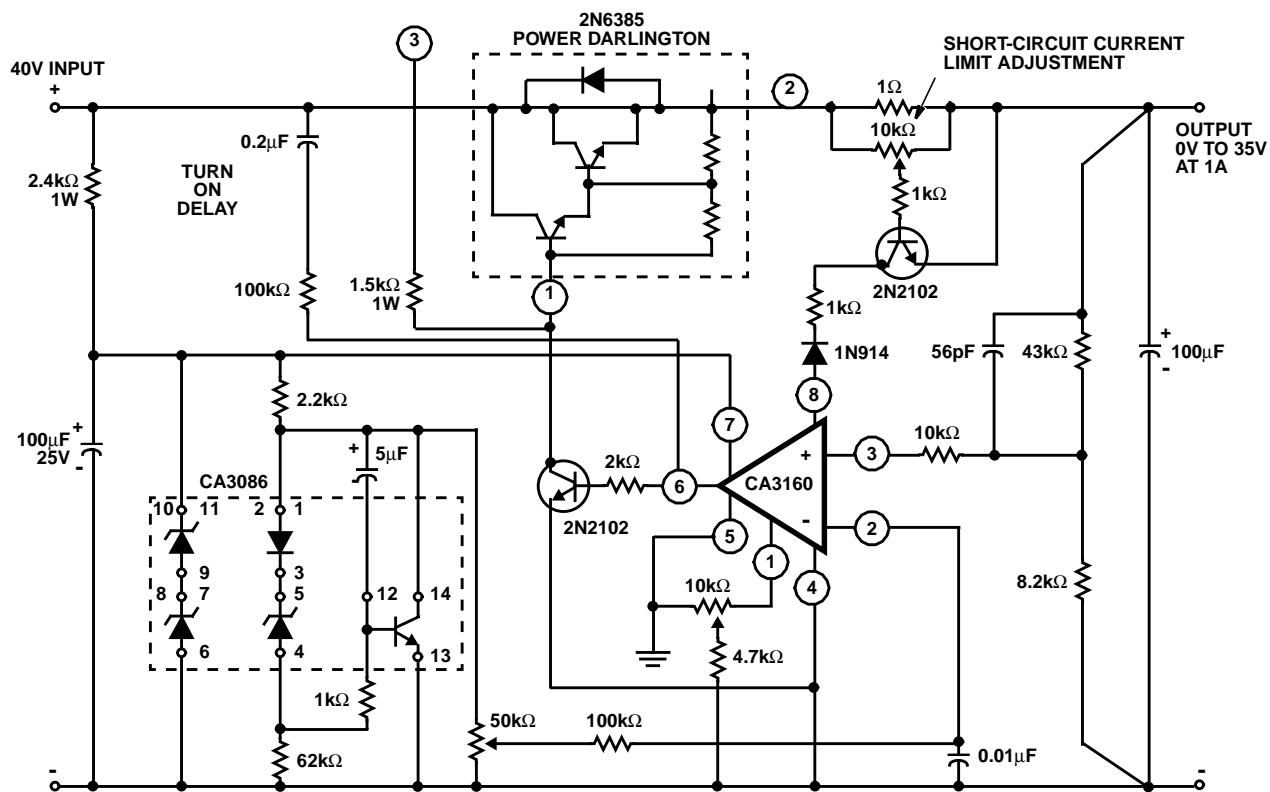 2N6385
POWER DARLINGTON
3
SHORT-CIRCUIT CURRENT
LIMIT ADJUSTMENT
40V INPUT
+
2
1Ω
10kΩ
OUTPUT
0V TO 35V
AT 1A
0.2μF
TURN
ON
DELAY
2.4kΩ
1W
1kΩ
2N2102
100kΩ
1.5kΩ
1W
1
1kΩ
1N914
56pF
43kΩ
+
100μF
-
8
2.2kΩ
7
100μF
25V
+
-
+
5μF
-
10kΩ
3
+
CA3160
-
2kΩ
6
CA3086
2N2102
5
1
4
2
10 11
2 1
9
3
8 7
5
12
14
6
4
13
10kΩ
8.2kΩ
4.7kΩ
1kΩ
50kΩ
100kΩ
62kΩ
0.01μF
-
-